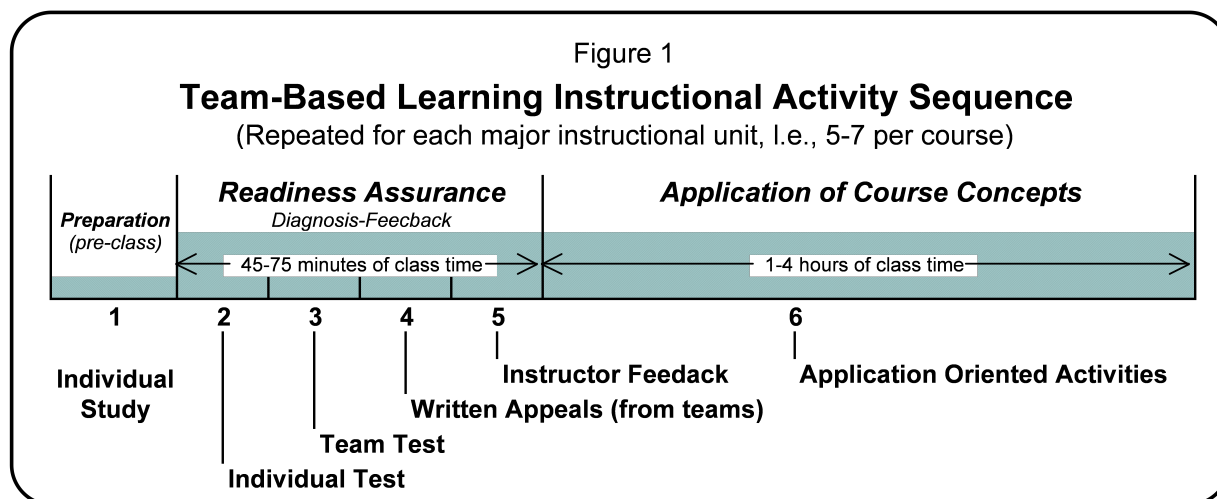 Figure 1
Team-Based Learning Instructional Activity Sequence
(Repeated for each major instructional unit, I.e., 5-7 per course)
Preparation
(pre-class)
Readiness Assurance
Diagnosis-Feecback
45-75 minutes of class time
Application of Course Concepts
1-4 hours of class time
1
2
3
4
5
6
Individual
Study
Instructor Feedack
Application Oriented Activities
Written Appeals (from teams)
Team Test
Individual Test